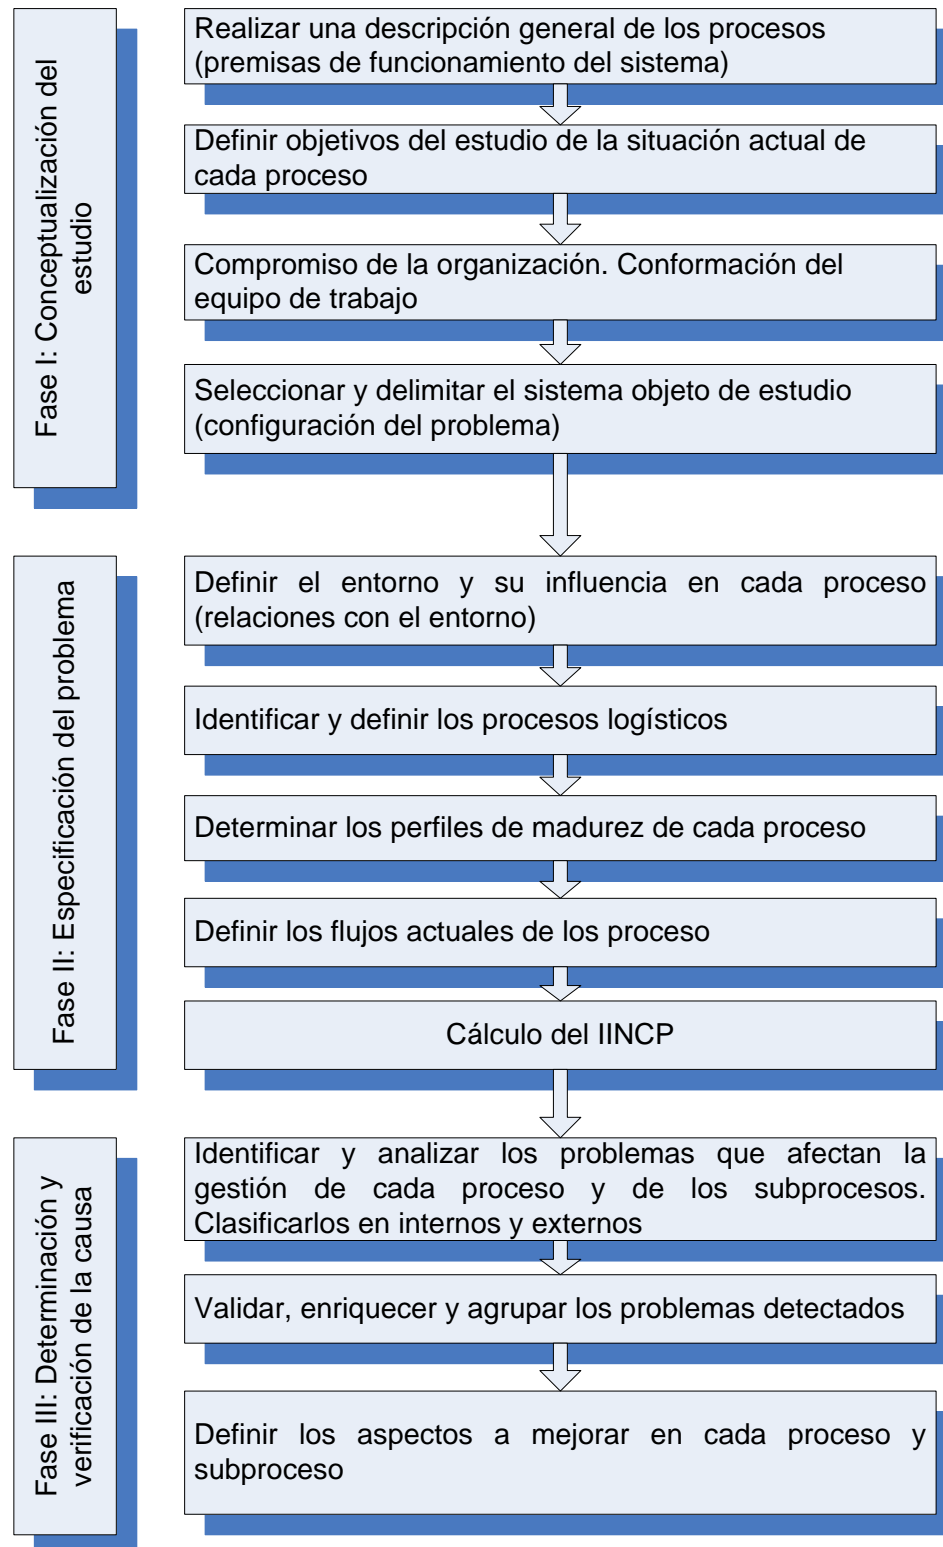 Fase I: Conceptualización del
estudio
Realizar una descripción general de los procesos
(premisas de funcionamiento del sistema)
Definir objetivos del estudio de la situación actual de
cada proceso
Compromiso de la organización. Conformación del
equipo de trabajo
Seleccionar y delimitar el sistema objeto de estudio
(configuración del problema)
Fase II: Especificación del problema
Definir el entorno y su influencia en cada proceso
(relaciones con el entorno)
Identificar y definir los procesos logísticos
Determinar los perfiles de madurez de cada proceso
Definir los flujos actuales de los proceso
Cálculo del IINCP
Fase III: Determinación y
verificación de la causa
Identificar y analizar los problemas que afectan la
gestión de cada proceso y de los subprocesos.
Clasificarlos en internos y externos
Validar, enriquecer y agrupar los problemas detectados
Definir los aspectos a mejorar en cada proceso y
subproceso